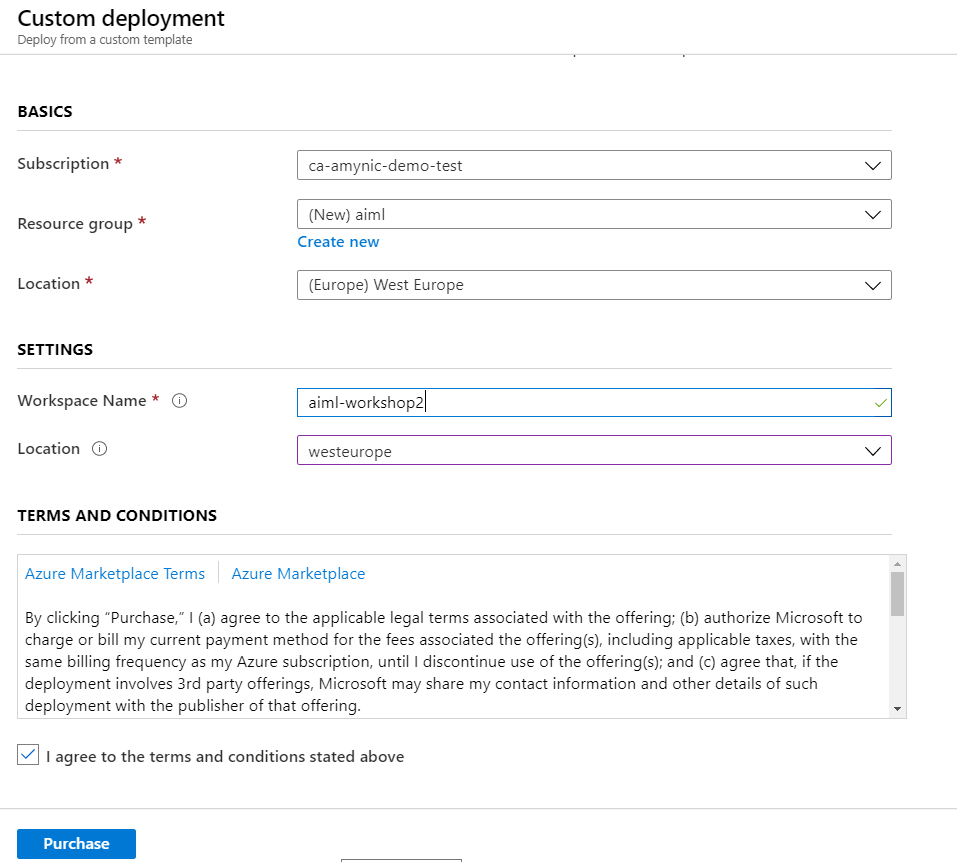 Custom deployment
Deploy from a custom template
BASICS
Subscription *
ca-amynic-demo-test
Resource group *
(New) aiml
Create new
Location *
(Europe) West Europe
SETTINGS
Workspace Name *
aiml-workshop2
Location
westeurope
TERMS AND CONDITIONS
Azure Marketplace Terms
Azure Marketplace
By clicking “Purchase,” I (a) agree to the applicable legal terms associated with the offering; (b) authorize Microsoft to
charge or bill my current payment method for the fees associated the offering(s), including applicable taxes, with the
same billing frequency as my Azure subscription, until I discontinue use of the offering(s); and (c) agree that, if the
deployment involves 3rd party offerings, Microsoft may share my contact information and other details of such
deployment with the publisher of that offering.
I agree to the terms and conditions stated above
Purchase